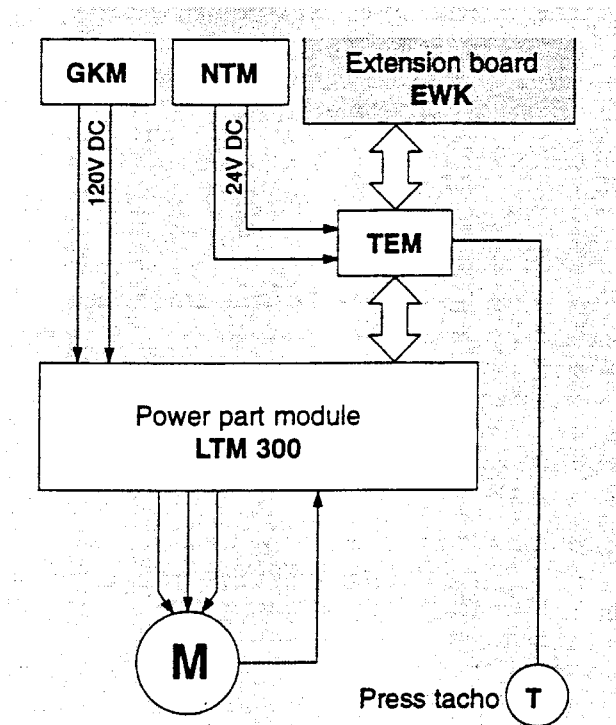 GKM
NTM
Extension board
EWK
120V DC
24V DC
TEM
Power part module
LTM 300
M
Press tacho
T